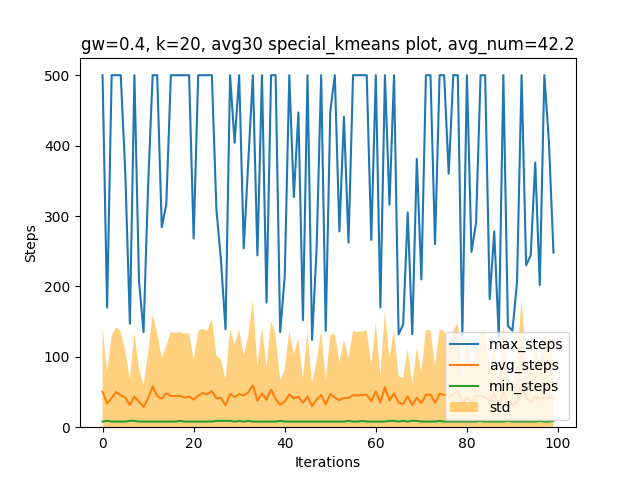 gw=0.4, k=20, avg30 special_kmeans plot, avg_num=42.2
500
400
300
200
100
0
Steps
0
20
40
60
80
100
Iterations
max_steps
avg_steps
min_steps
std